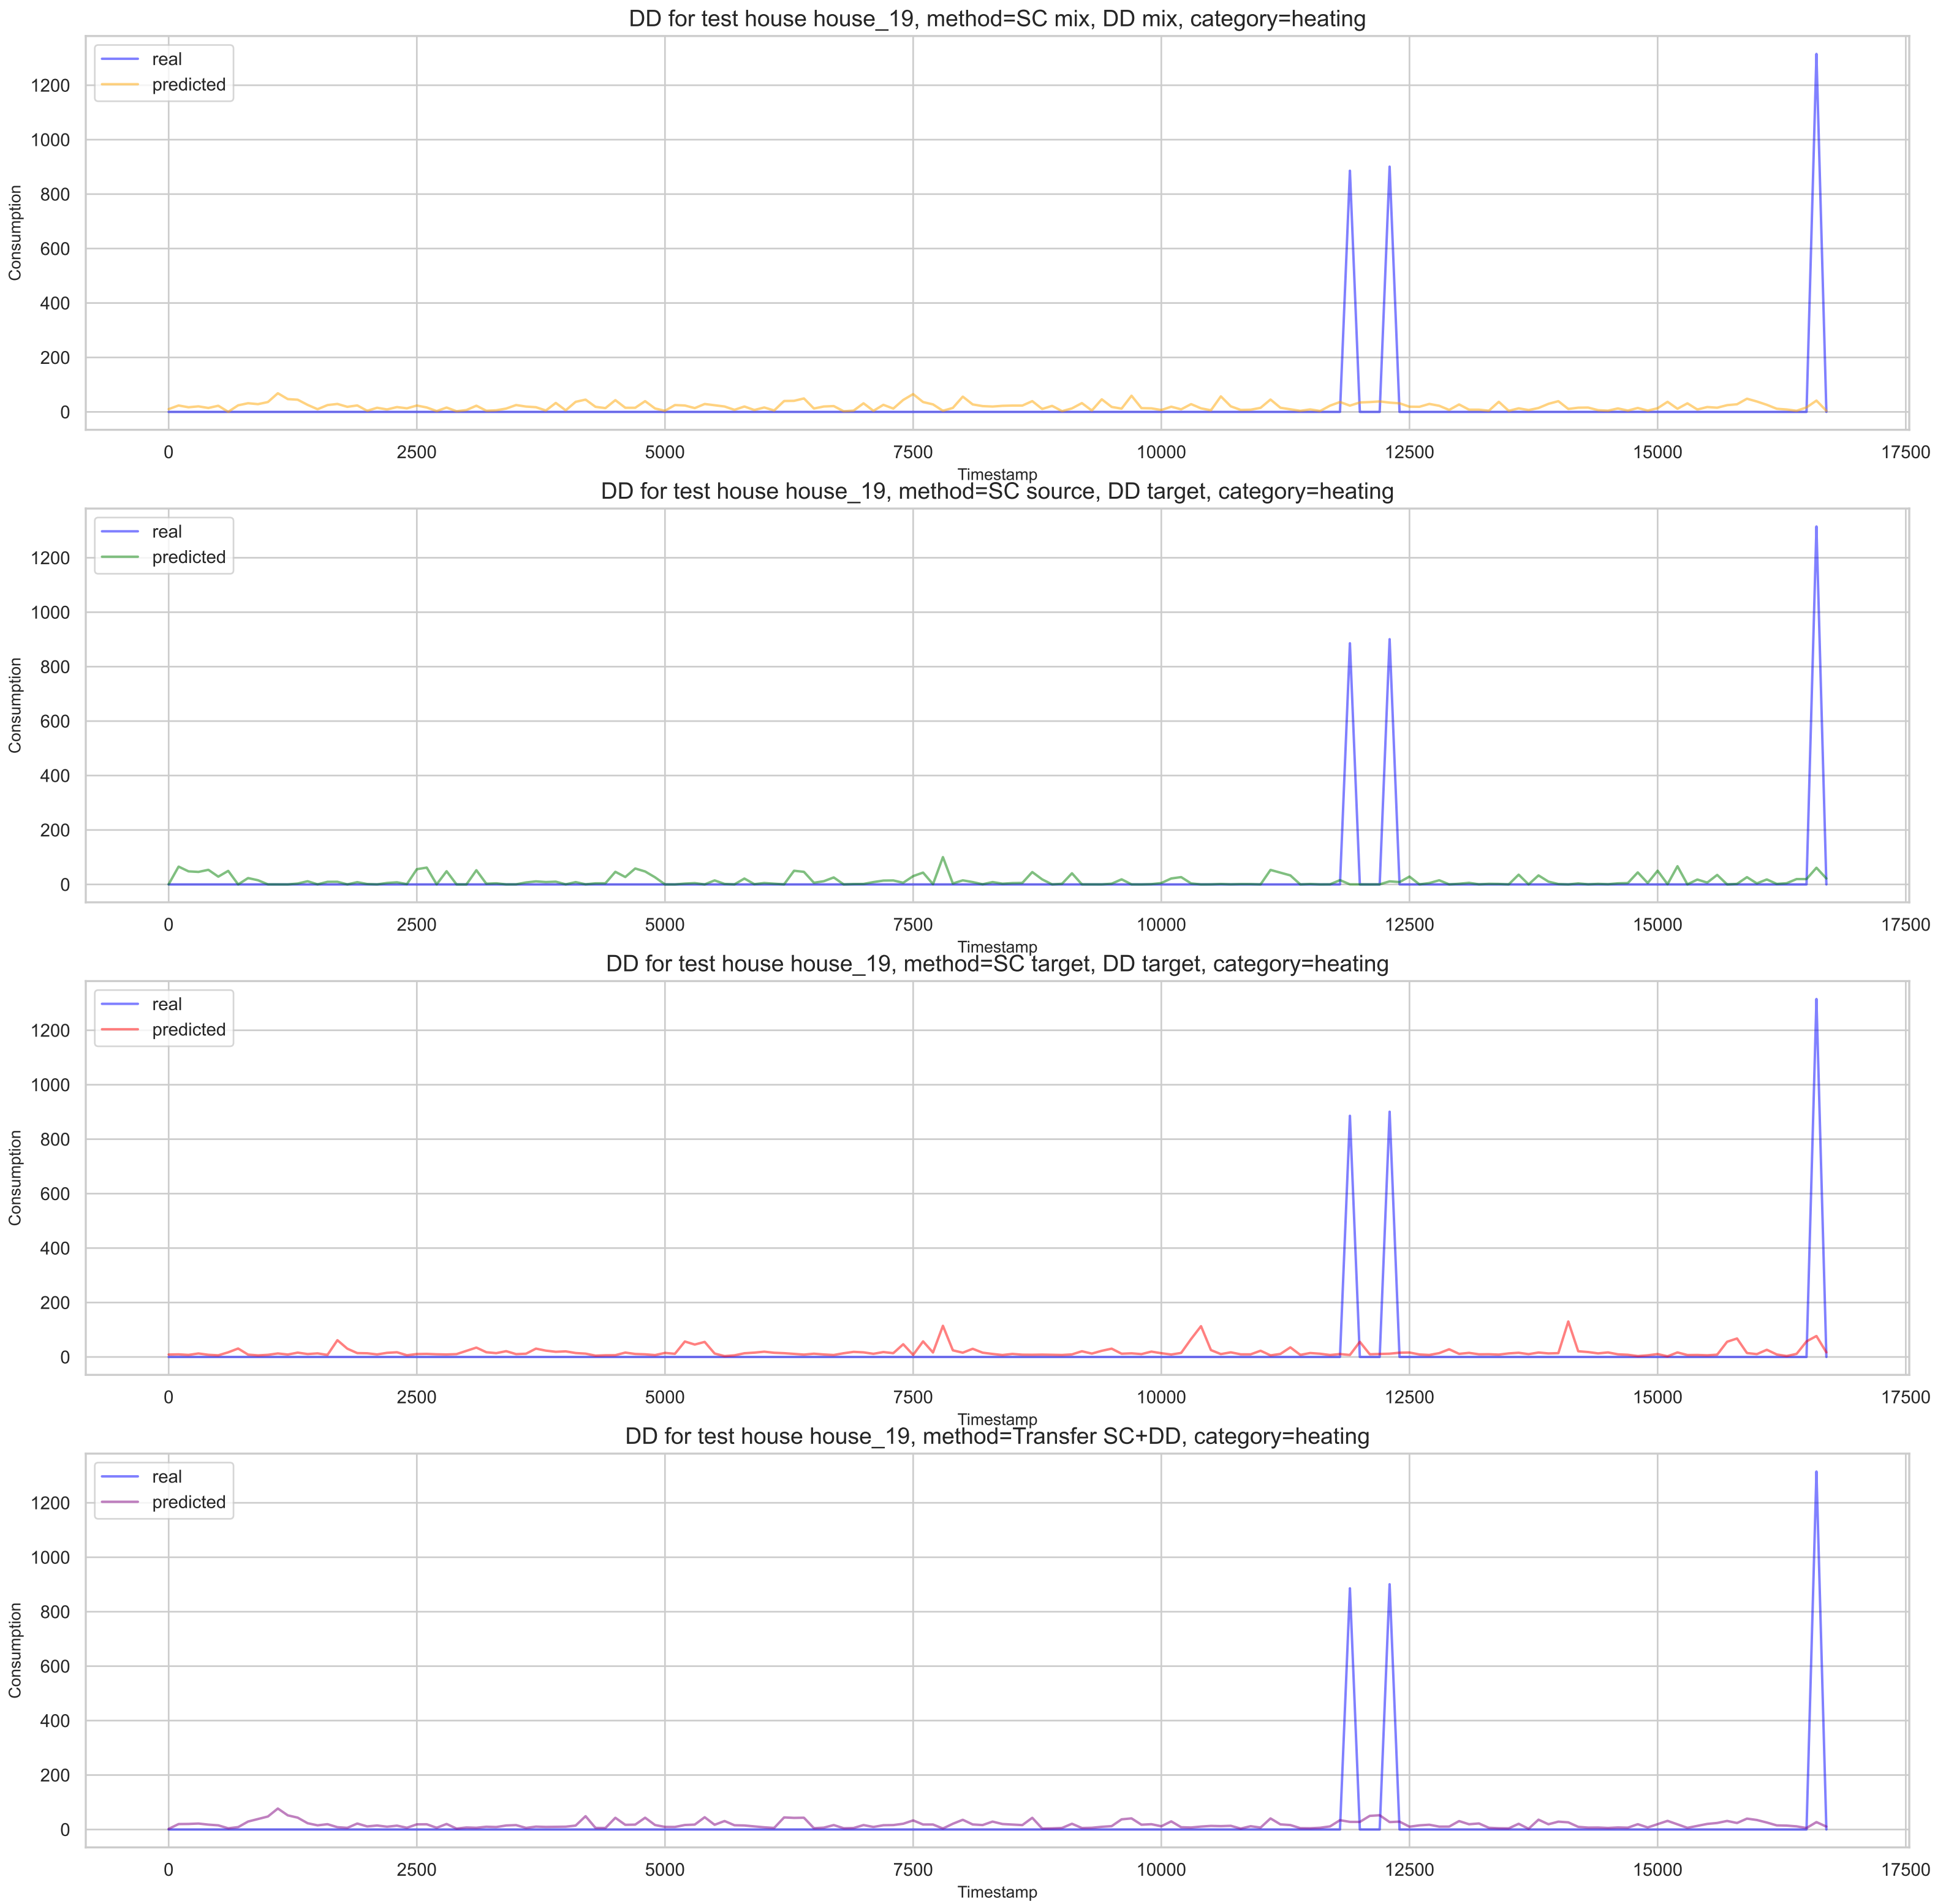 DD for test house house_19, method=SC mix, DD mix, category=heating
real
predicted
1200
1000
800
600
400
200
0
Consumption
0 2500 5000 7500 10000 12500 15000 17500
Timestamp
DD for test house house_19, method=SC source, DD target, category=heating
real
predicted
1200
1000
800
600
400
200
0
Consumption
0 2500 5000 7500 10000 12500 15000 17500
Timestamp
DD for test house house_19, method=SC target, DD target, category=heating
real
predicted
1200
1000
800
600
400
200
0
Consumption
0 2500 5000 7500 10000 12500 15000 17500
Timestamp
DD for test house house_19, method=Transfer SC+DD, category=heating
real
predicted
1200
1000
800
600
400
200
0
Consumption
0 2500 5000 7500 10000 12500 15000 17500
Timestamp